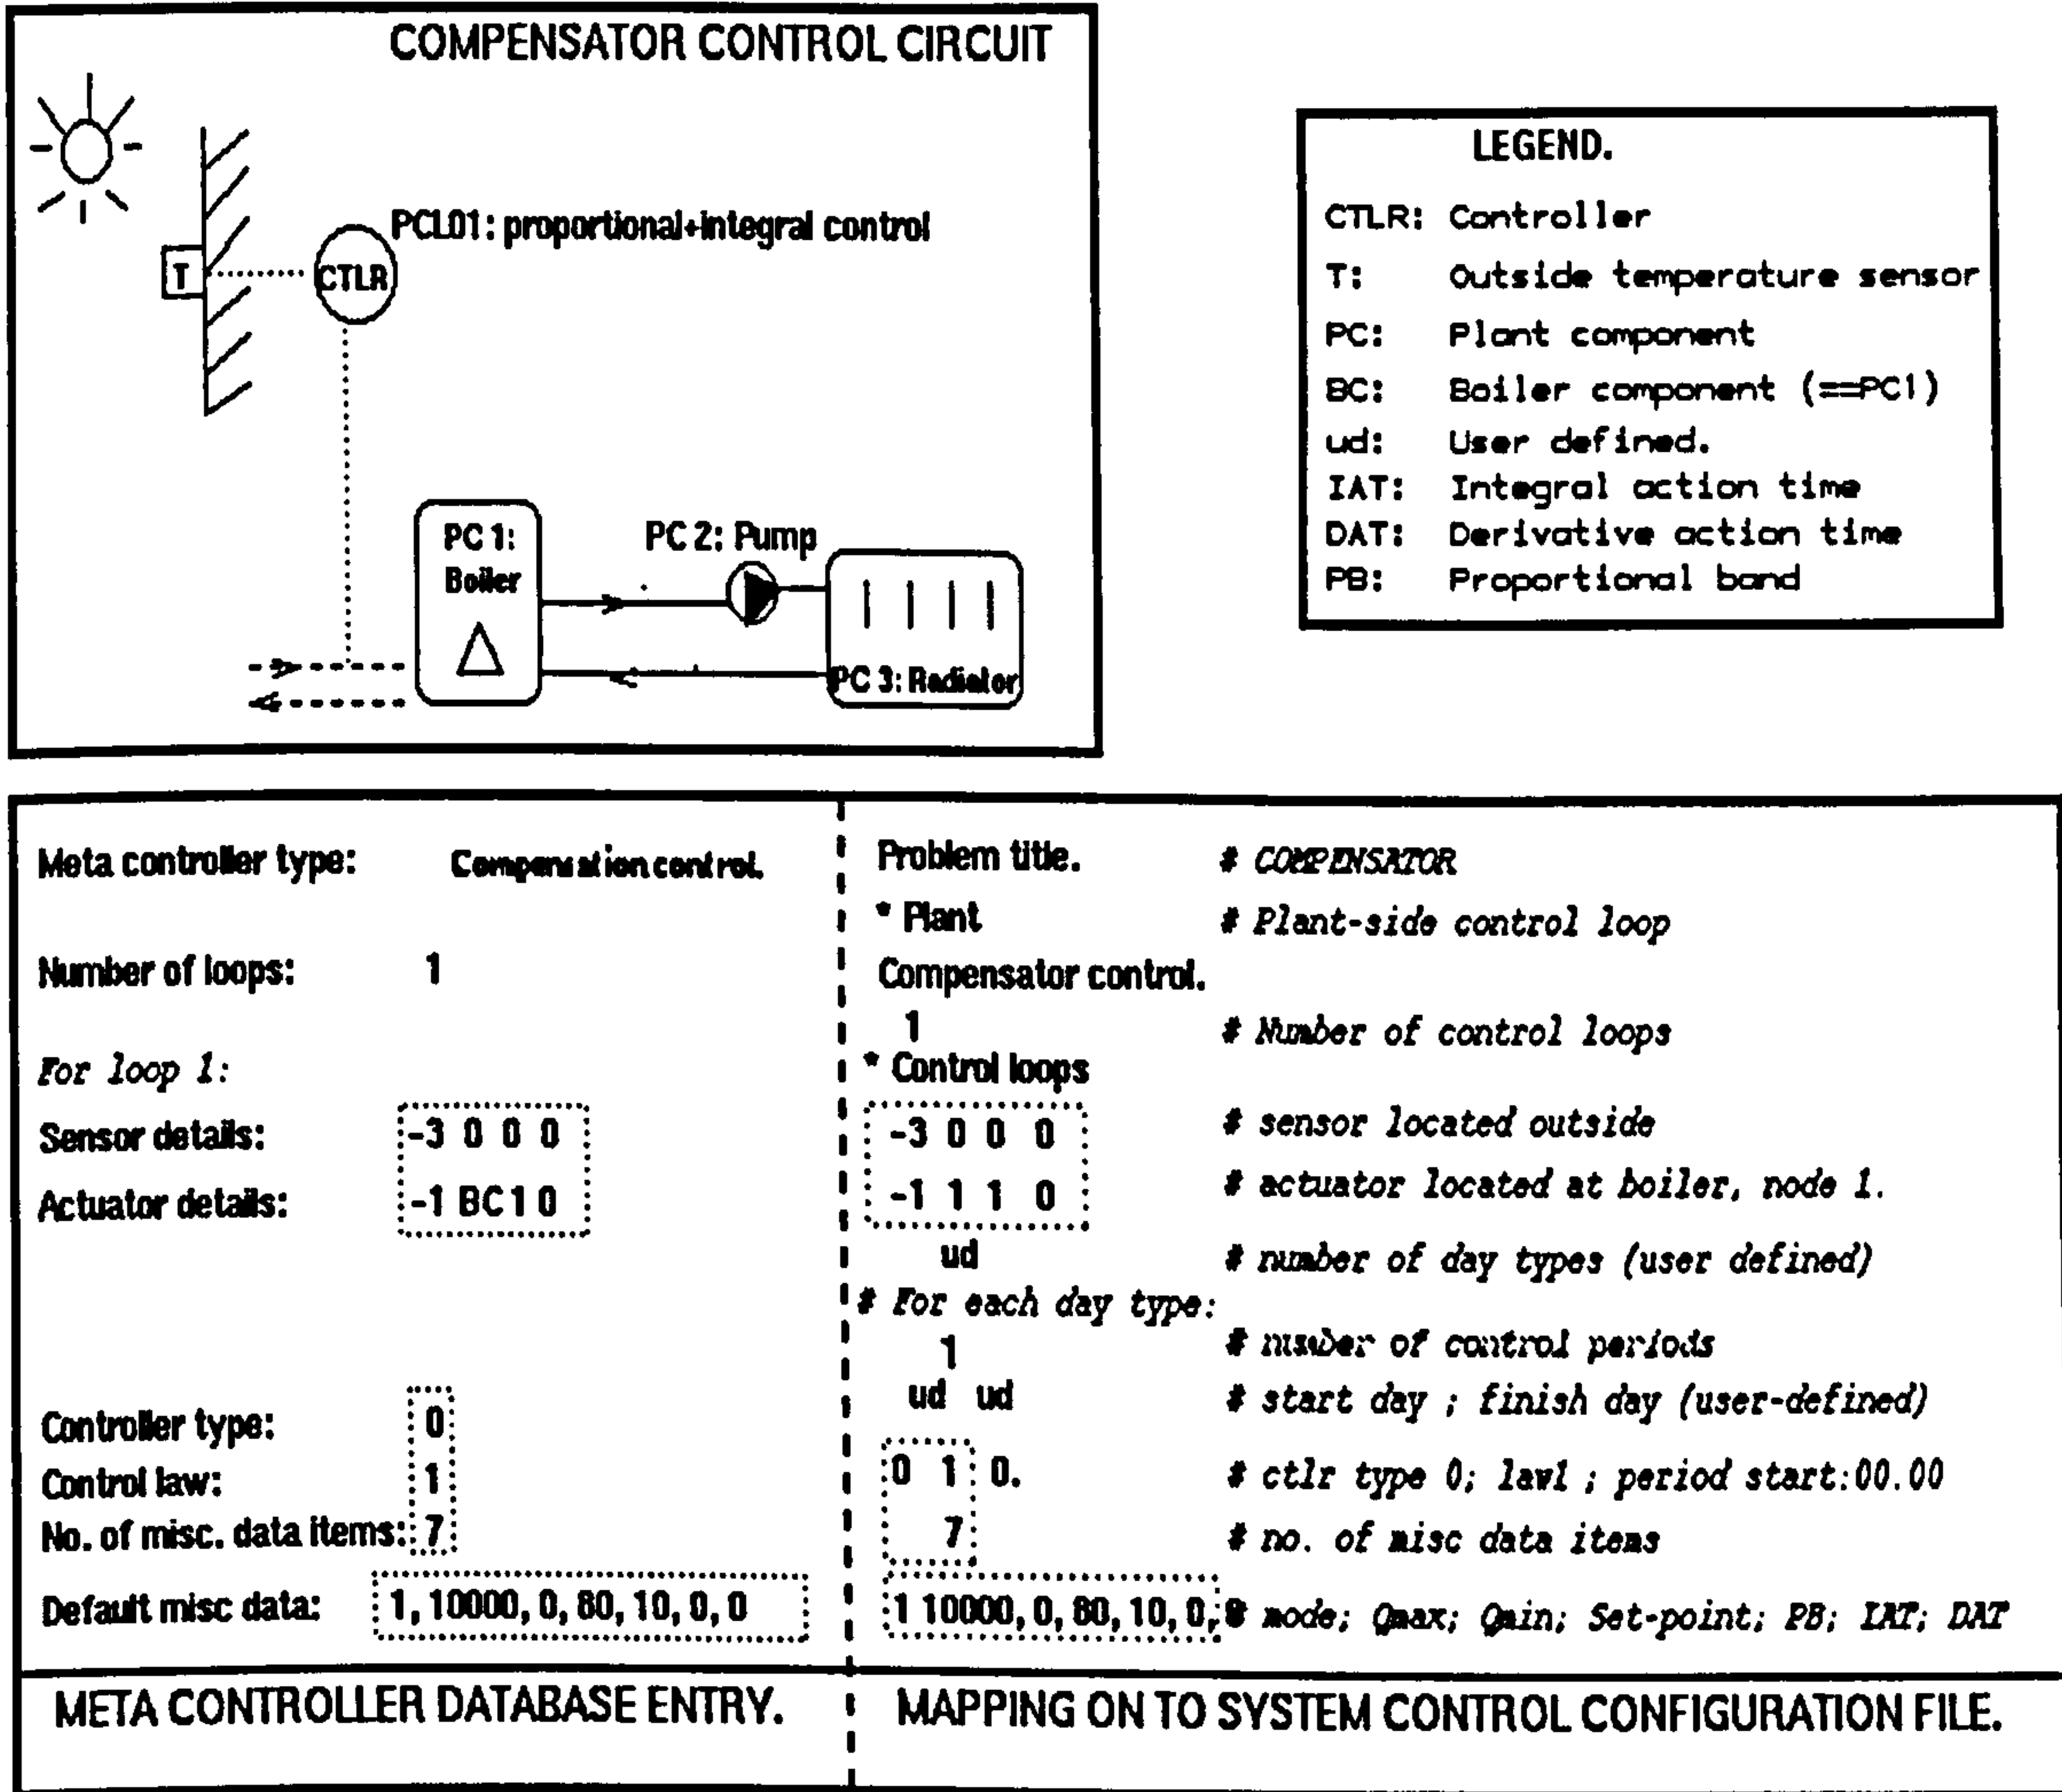 COMPENSATOR CONTROL CIRCUIT
PCL01: proportional+integral control
T
CTLR
PC 1:
Boiler
PC 2: Pump
PC 3: Radiator
LEGEND.
CTLR: Controller
T: Outside temperature sensor
PC: Plant component
BC: Boiler component (==PC1)
ud: User defined.
IAT: Integral action time
DAT: Derivative action time
PB: Proportional band
Meta controller type: Compensation control.
Number of loops: 1
For loop 1:
Sensor details: -3 0 0 0
Actuator details: -1 BC 1 0
Controller type: 0
Control law: 1
No. of misc. data items: 7
Default misc data: 1, 10000, 0, 80, 10, 0, 0
META CONTROLLER DATABASE ENTRY.
Problem title. # COMPENSATOR
* Plant # Plant-side control loop
Compensator control.
1 # Number of control loops
* Control loops
-3 0 0 0 # sensor located outside
-1 1 1 0 # actuator located at boiler, node 1.
ud # number of day types (user defined)
# For each day type:
1 # number of control periods
ud ud # start day ; finish day (user-defined)
0 1 0. # ctlr type 0; law1 ; period start:00.00
7 # no. of misc data items
1 10000, 0, 80, 10, 0, # mode; Qmax; Qmin; Set-point; PB; IAT; DAT
MAPPING ON TO SYSTEM CONTROL CONFIGURATION FILE.